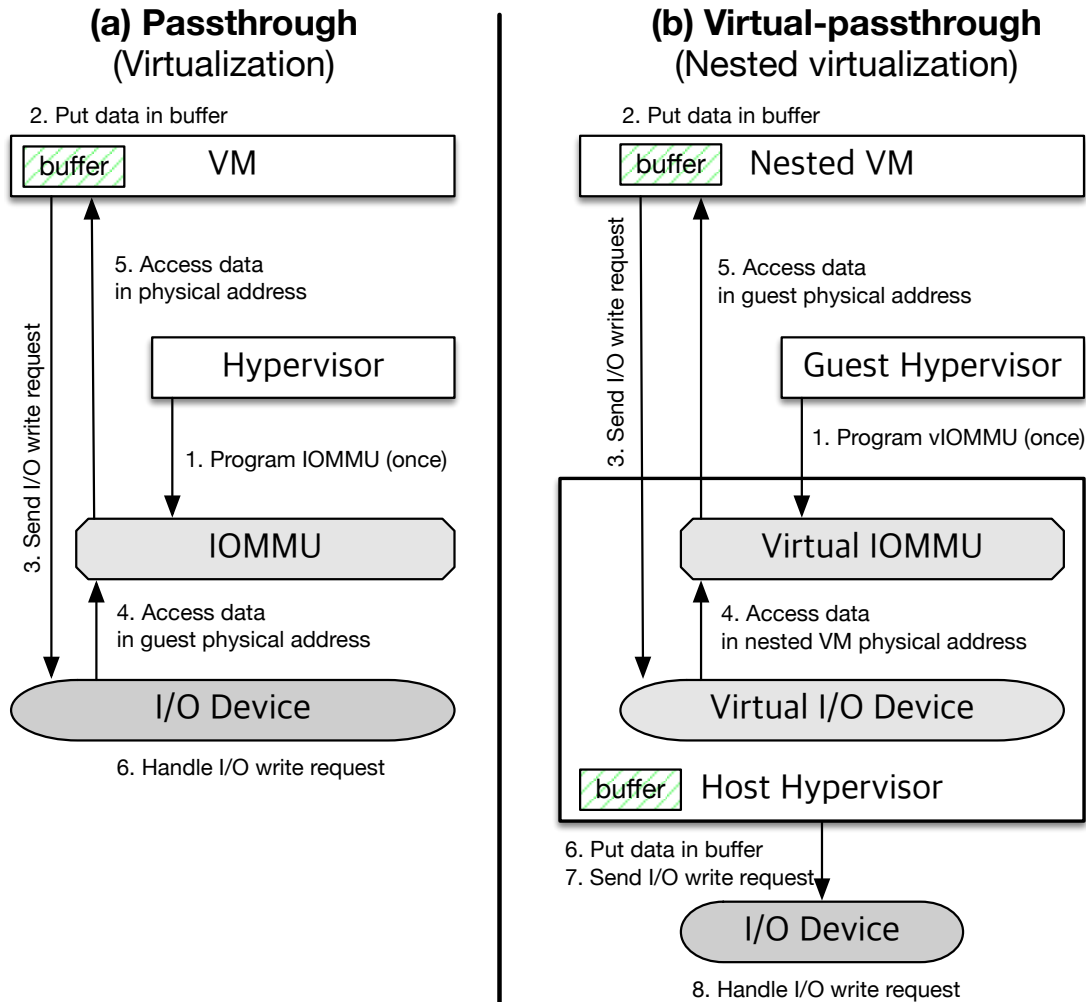 (a) Passthrough
(Virtualization)
2. Put data in buffer
buffer
VM
3. Send I/O write request
5. Access data
in physical address
Hypervisor
1. Program IOMMU (once)
IOMMU
4. Access data
in guest physical address
I/O Device
6. Handle I/O write request
(b) Virtual-passthrough
(Nested virtualization)
2. Put data in buffer
buffer
Nested VM
3. Send I/O write request
5. Access data
in guest physical address
Guest Hypervisor
1. Program vIOMMU (once)
Virtual IOMMU
4. Access data
in nested VM physical address
Virtual I/O Device
buffer
Host Hypervisor
6. Put data in buffer
7. Send I/O write request
I/O Device
8. Handle I/O write request